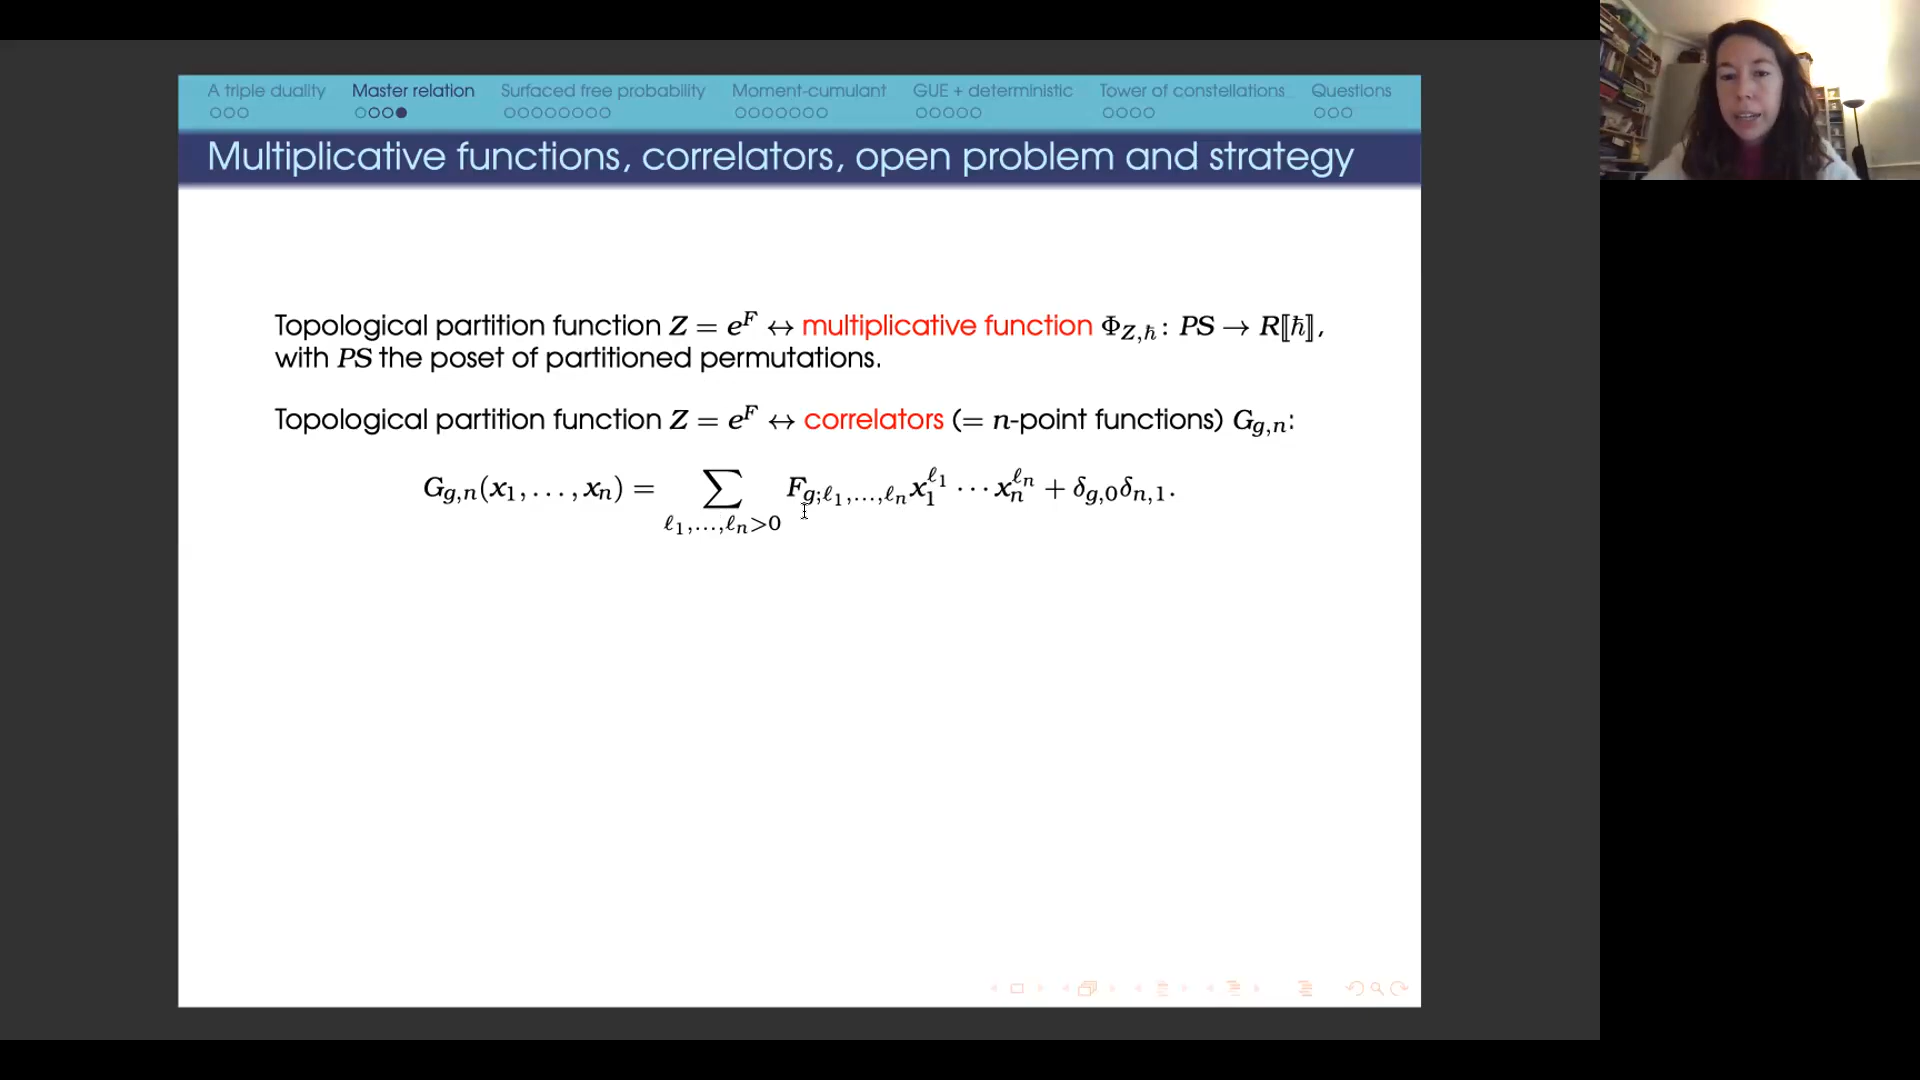 A triple duality Master relation Surfaced free probability Moment-cumulant GUE + deterministic Tower of constellations Questions
Multiplicative functions, correlators, open problem and strategy
Topological partition function Z = e^F ↔ multiplicative function Φ_{Z,ℏ} : PS → R⟦ℏ⟧,
with PS the poset of partitioned permutations.
Topological partition function Z = e^F ↔ correlators (= n-point functions) G_{g,n}:
G_{g,n}(x_1, …, x_n) = ∑_{ℓ_1,…,ℓ_n>0} F_{g;ℓ_1,…,ℓ_n} x_1^{ℓ_1} ⋯ x_n^{ℓ_n} + δ_{g,0}δ_{n,1}.